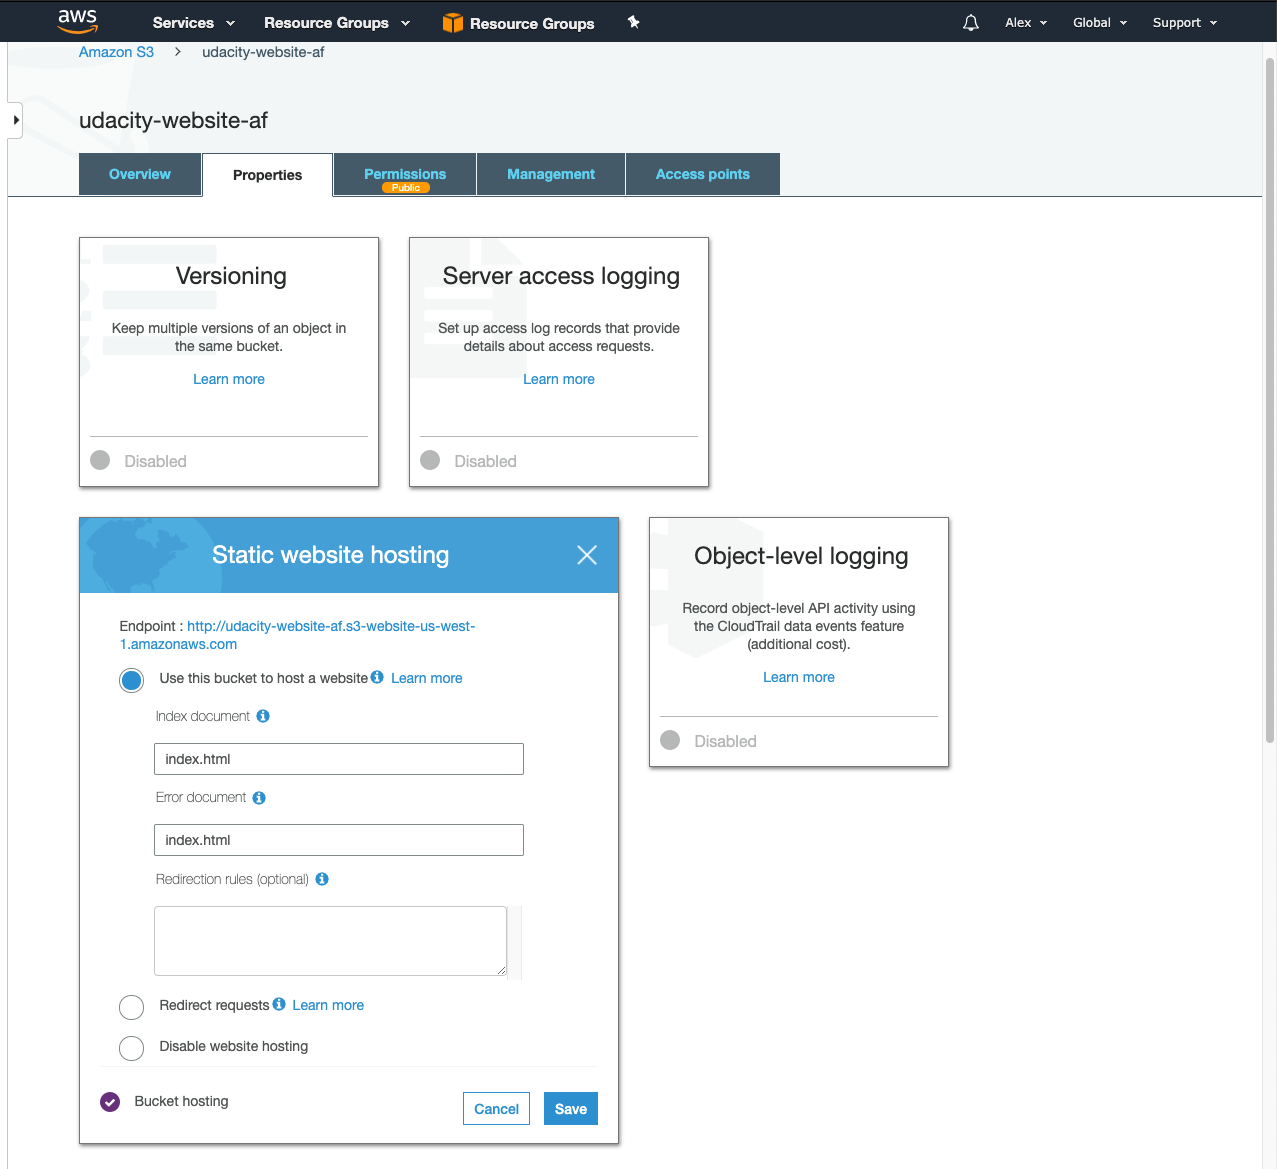 aws Services Resource Groups Resource Groups Alex Global Support
Amazon S3 > udacity-website-af
udacity-website-af
Overview Properties Permissions Management Access points
Public
Versioning
Keep multiple versions of an object in
the same bucket.
Learn more
Disabled
Server access logging
Set up access log records that provide
details about access requests.
Learn more
Disabled
Static website hosting
Endpoint : http://udacity-website-af.s3-website-us-west-
1.amazonaws.com
Use this bucket to host a website Learn more
Index document
index.html
Error document
index.html
Redirection rules (optional)
Redirect requests Learn more
Disable website hosting
Bucket hosting
Cancel Save
Object-level logging
Record object-level API activity using
the CloudTrail data events feature
(additional cost).
Learn more
Disabled